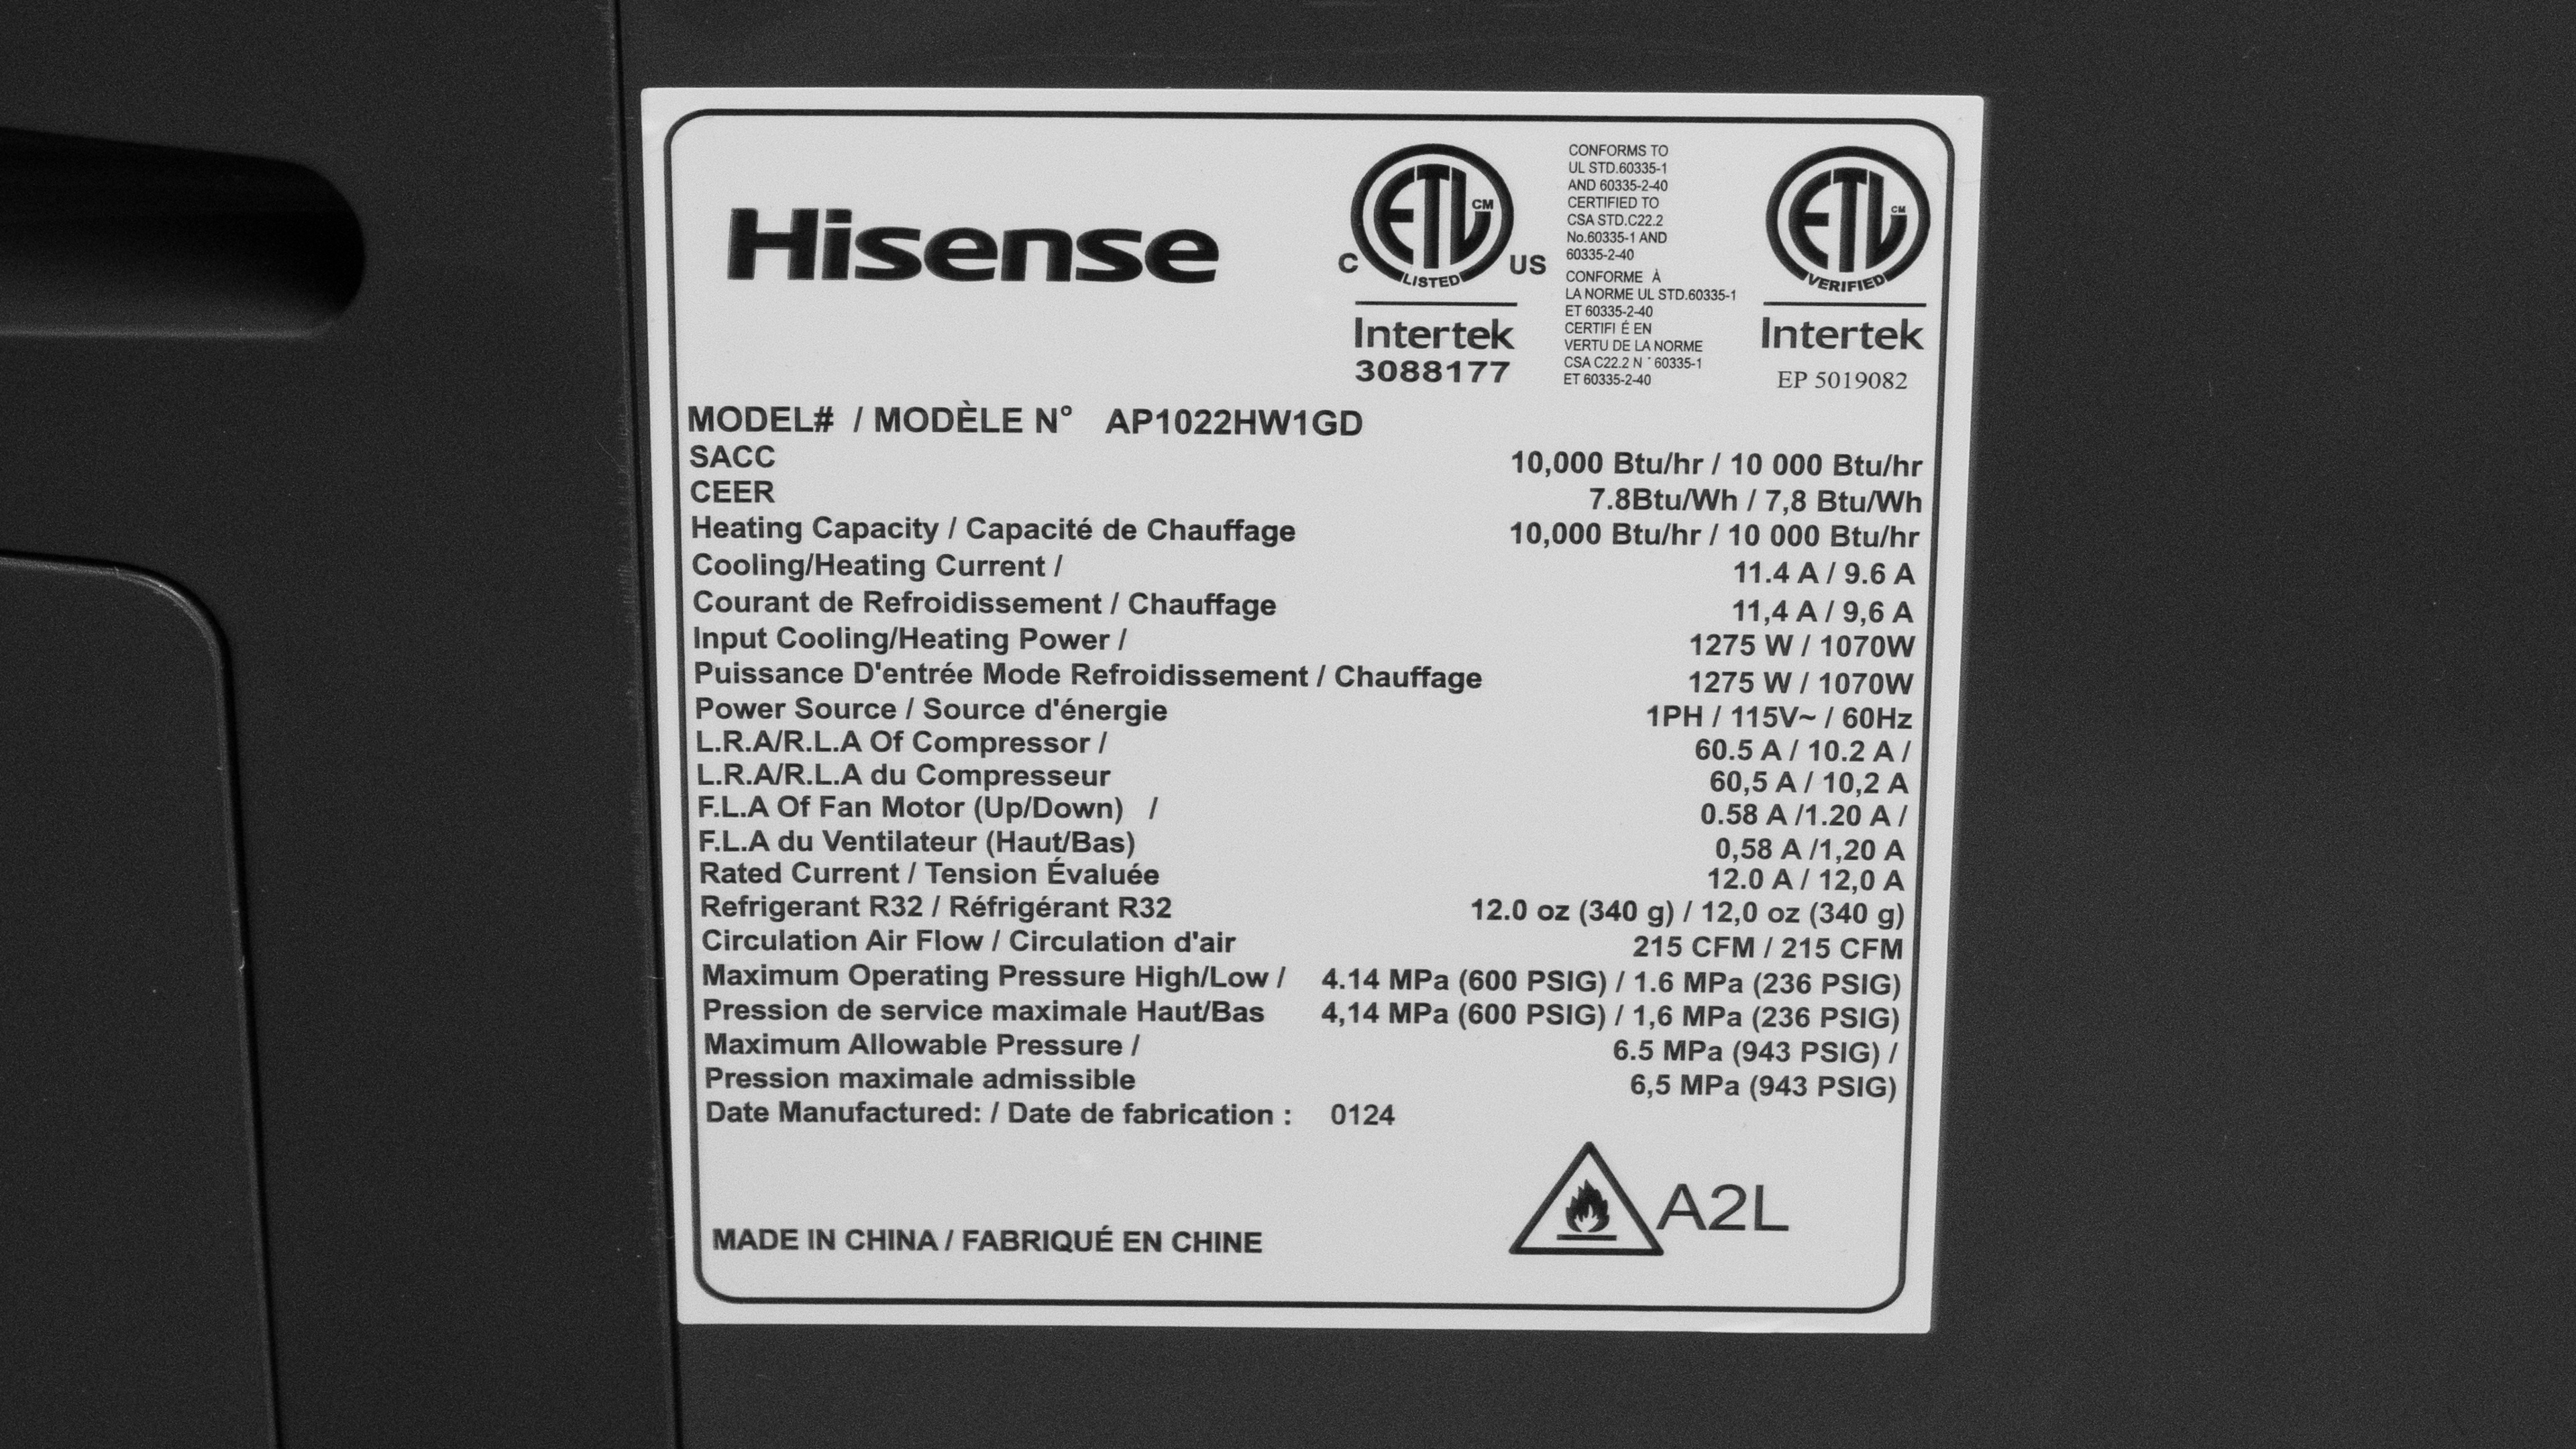 Hisense
ETL CM
LISTED
C US
Intertek
3088177
CONFORMS TO
UL STD.60335-1
AND 60335-2-40
CERTIFIED TO
CSA STD.C22.2
No.60335-1 AND
60335-2-40
CONFORME À
LA NORME UL STD.60335-1
ET 60335-2-40
CERTIFI É EN
VERTU DE LA NORME
CSA C22.2 N ˚ 60335-1
ET 60335-2-40
ETL CM
VERIFIED
Intertek
EP 5019082
MODEL# / MODÈLE N° AP1022HW1GD
SACC 10,000 Btu/hr / 10 000 Btu/hr
CEER 7.8Btu/Wh / 7,8 Btu/Wh
Heating Capacity / Capacité de Chauffage 10,000 Btu/hr / 10 000 Btu/hr
Cooling/Heating Current / 11.4 A / 9.6 A
Courant de Refroidissement / Chauffage 11,4 A / 9,6 A
Input Cooling/Heating Power / 1275 W / 1070W
Puissance D'entrée Mode Refroidissement / Chauffage 1275 W / 1070W
Power Source / Source d'énergie 1PH / 115V~ / 60Hz
L.R.A/R.L.A Of Compressor / 60.5 A / 10.2 A /
L.R.A/R.L.A du Compresseur 60,5 A / 10,2 A
F.L.A Of Fan Motor (Up/Down) / 0.58 A /1.20 A /
F.L.A du Ventilateur (Haut/Bas) 0,58 A /1,20 A
Rated Current / Tension Évaluée 12.0 A / 12,0 A
Refrigerant R32 / Réfrigérant R32 12.0 oz (340 g) / 12,0 oz (340 g)
Circulation Air Flow / Circulation d'air 215 CFM / 215 CFM
Maximum Operating Pressure High/Low / 4.14 MPa (600 PSIG) / 1.6 MPa (236 PSIG)
Pression de service maximale Haut/Bas 4,14 MPa (600 PSIG) / 1,6 MPa (236 PSIG)
Maximum Allowable Pressure / 6.5 MPa (943 PSIG) /
Pression maximale admissible 6,5 MPa (943 PSIG)
Date Manufactured: / Date de fabrication : 0124
A2L
MADE IN CHINA / FABRIQUÉ EN CHINE